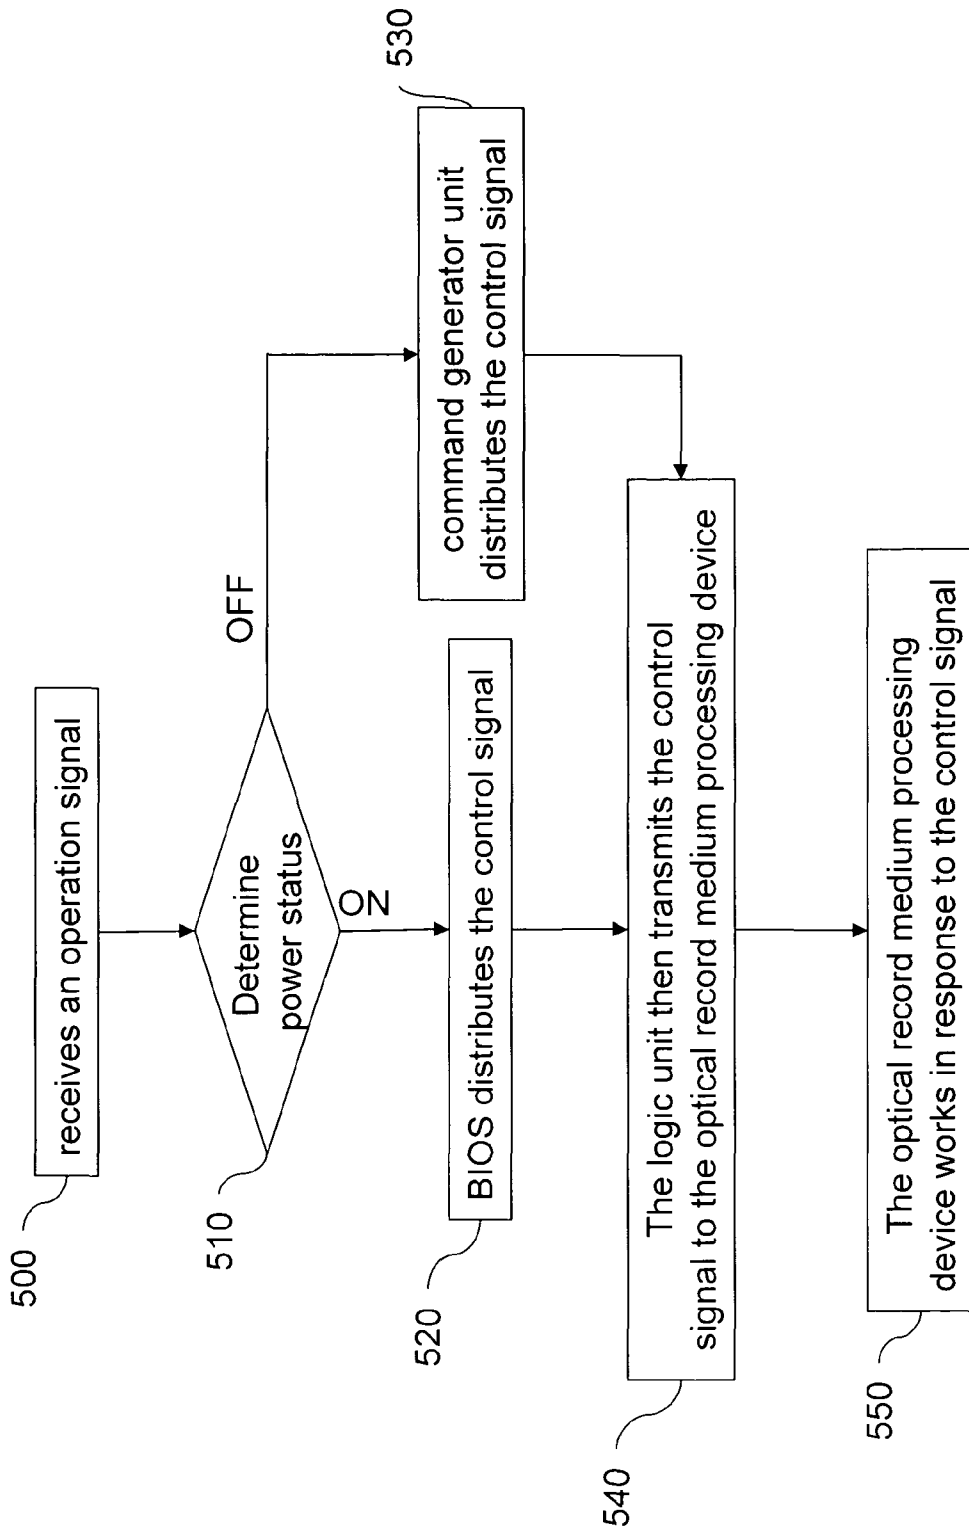 500
receives an operation signal
510
Determine
power status
OFF
ON
520
BIOS distributes the control signal
530
command generator unit
distributes the control signal
540
The logic unit then transmits the control
signal to the optical record medium processing device
550
The optical record medium processing
device works in response to the control signal